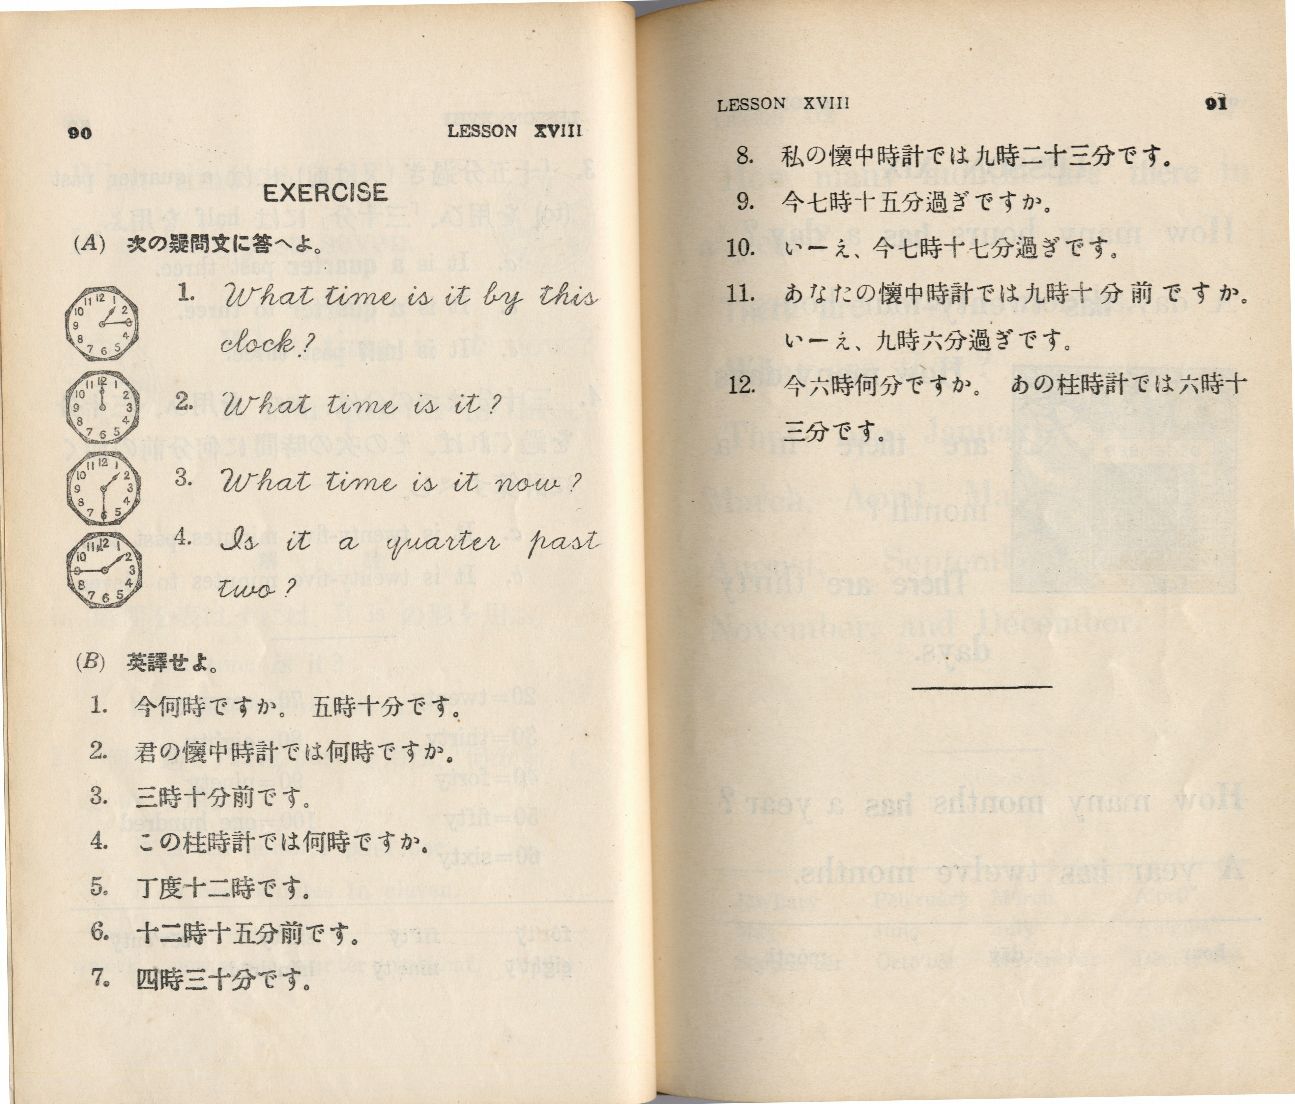 90 LESSON XVIII
EXERCISE
(A) 次の疑問文に答へよ。
1. What time is it by this
clock?
2. What time is it?
3. What time is it now?
4. Is it a quarter past
two?
(B) 英譯せよ。
1. 今何時ですか。 五時十分です。
2. 君の懷中時計では何時ですか。
3. 三時十分前です。
4. この柱時計では何時ですか。
5. 丁度十二時です。
6. 十二時十五分前です。
7. 四時三十分です。
LESSON XVIII 91
8. 私の懷中時計では九時二十三分です。
9. 今七時十五分過ぎですか。
10. いーえ、今七時十七分過ぎです。
11. あなたの懷中時計では九時十分前ですか。
いーえ、九時六分過ぎです。
12. 今六時何分ですか。 あの柱時計では六時十
三分です。